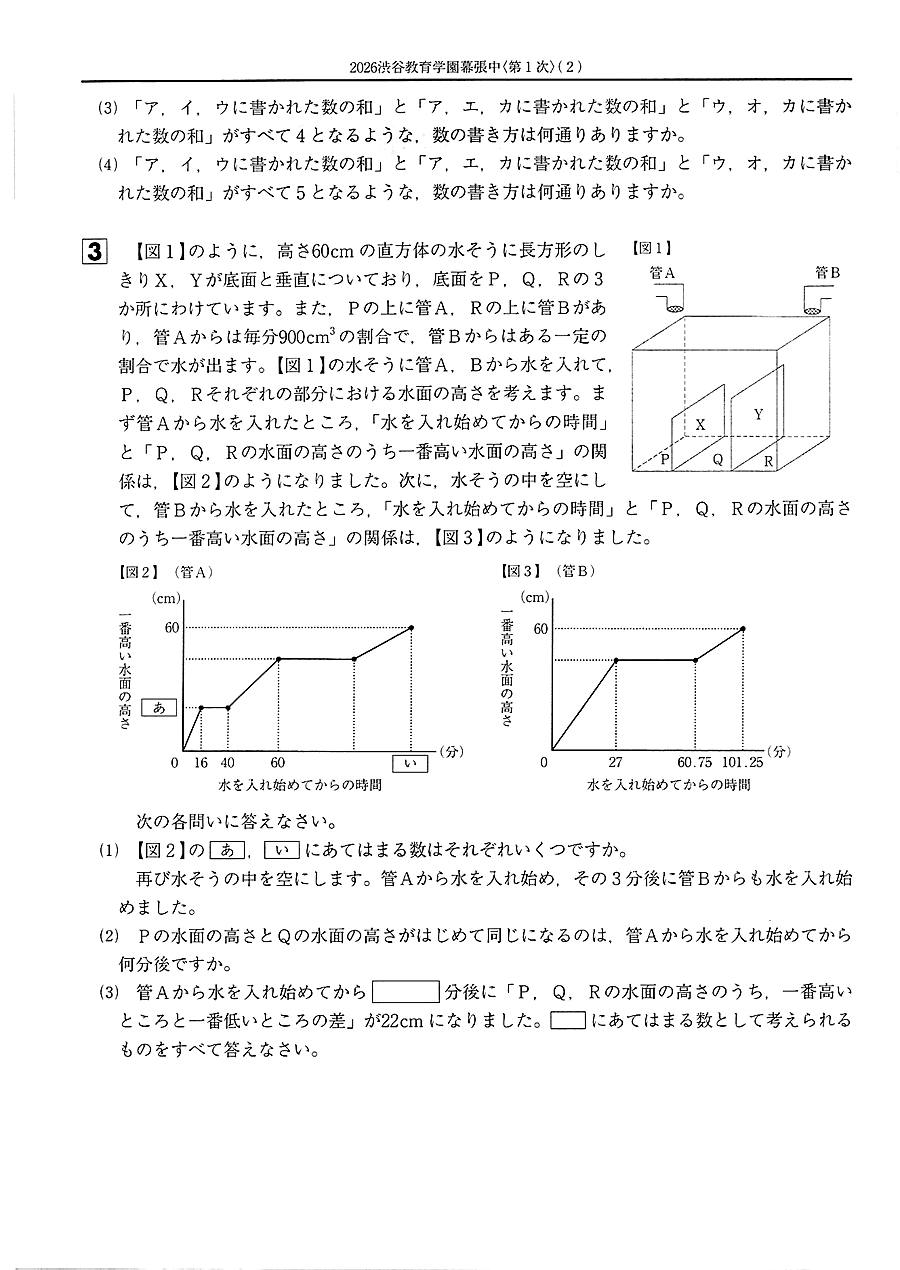 2026渋谷教育学園幕張中〈第1次〉(2)
(3) 「ア，イ，ウに書かれた数の和」と「ア，エ，カに書かれた数の和」と「ウ，オ，カに書か
れた数の和」がすべて4となるような，数の書き方は何通りありますか。
(4) 「ア，イ，ウに書かれた数の和」と「ア，エ，カに書かれた数の和」と「ウ，オ，カに書か
れた数の和」がすべて5となるような，数の書き方は何通りありますか。
3 【図1】のように，高さ60cmの直方体の水そうに長方形のし
きりX，Yが底面と垂直についており，底面をP，Q，Rの3
か所にわけています。また，Pの上に管A，Rの上に管Bがあ
り，管Aからは毎分900cm³の割合で，管Bからはある一定の
割合で水が出ます。【図1】の水そうに管A，Bから水を入れて，
P，Q，Rそれぞれの部分における水面の高さを考えます。ま
ず管Aから水を入れたところ，「水を入れ始めてからの時間」
と「P，Q，Rの水面の高さのうち一番高い水面の高さ」の関
係は，【図2】のようになりました。次に，水そうの中を空にし
て，管Bから水を入れたところ，「水を入れ始めてからの時間」と「P，Q，Rの水面の高さ
のうち一番高い水面の高さ」の関係は，【図3】のようになりました。
【図1】
管A
管B
X
Y
P
Q
R
【図2】（管A）
(cm)
一番高い水面の高さ
60
あ
0 16 40 60 い (分)
水を入れ始めてからの時間
【図3】（管B）
(cm)
一番高い水面の高さ
60
0 27 60.75 101.25 (分)
水を入れ始めてからの時間
次の各問いに答えなさい。
(1) 【図2】の あ ， い にあてはまる数はそれぞれいくつですか。
再び水そうの中を空にします。管Aから水を入れ始め，その3分後に管Bからも水を入れ始
めました。
(2) Pの水面の高さとQの水面の高さがはじめて同じになるのは，管Aから水を入れ始めてから
何分後ですか。
(3) 管Aから水を入れ始めてから 分後に「P，Q，Rの水面の高さのうち，一番高い
ところと一番低いところの差」が22cmになりました。 にあてはまる数として考えられる
ものをすべて答えなさい。